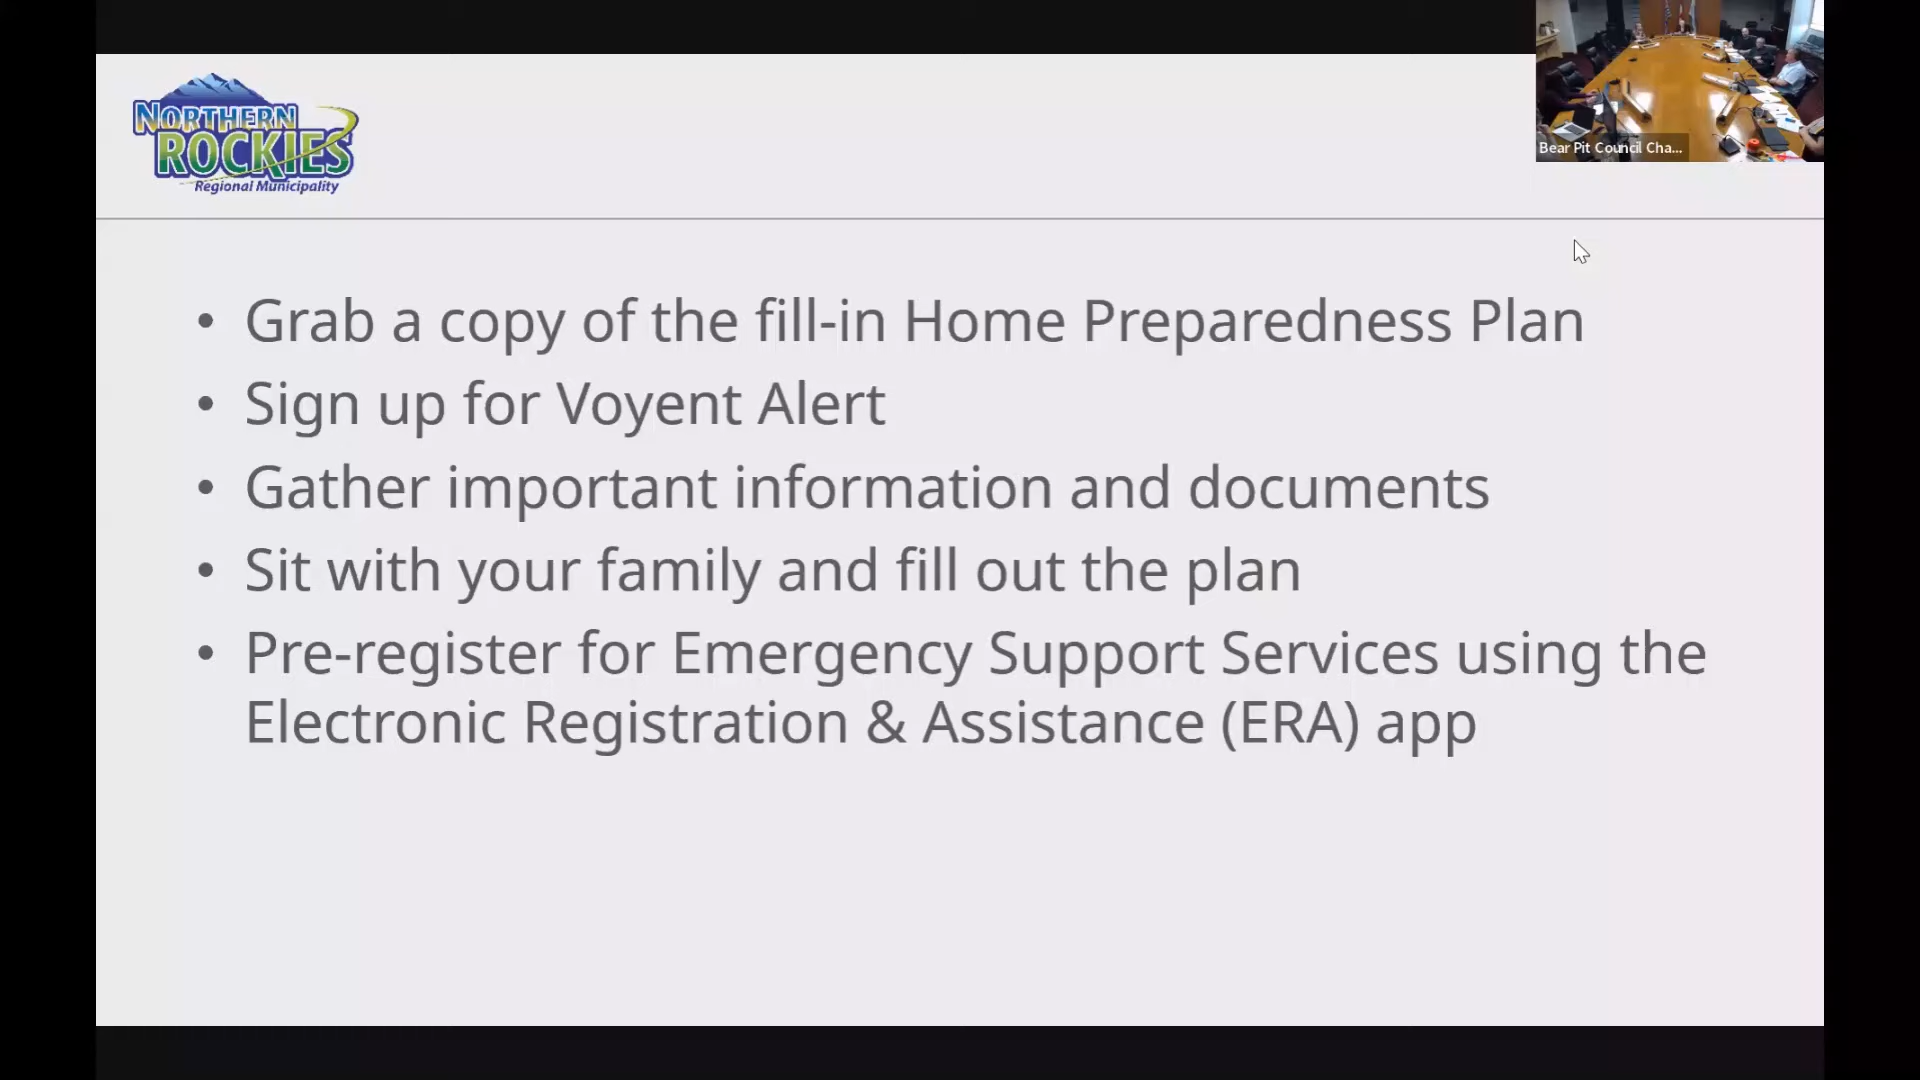 NORTHERN
ROCKIES
Regional Municipality
Bear Pit Council Cha...
• Grab a copy of the fill-in Home Preparedness Plan
• Sign up for Voyent Alert
• Gather important information and documents
• Sit with your family and fill out the plan
• Pre-register for Emergency Support Services using the
Electronic Registration & Assistance (ERA) app